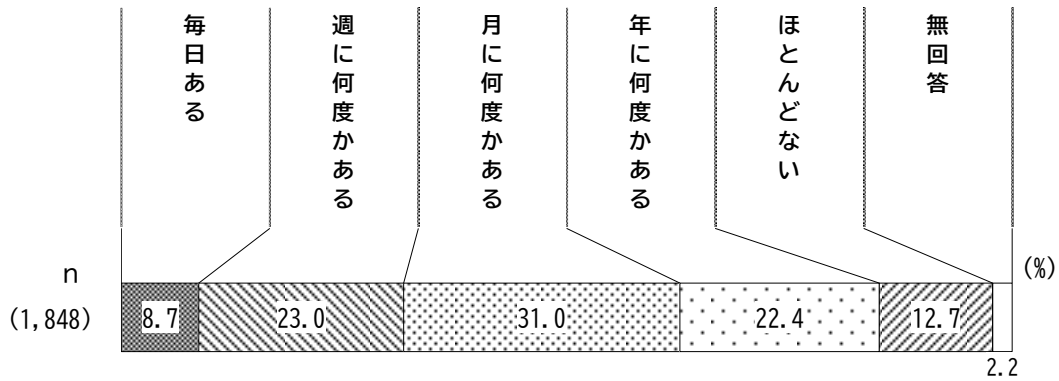 毎日ある
週に何度かある
月に何度かある
年に何度かある
ほとんどない
無回答
n
(%)
(1,848)
8.7
23.0
31.0
22.4
12.7
2.2